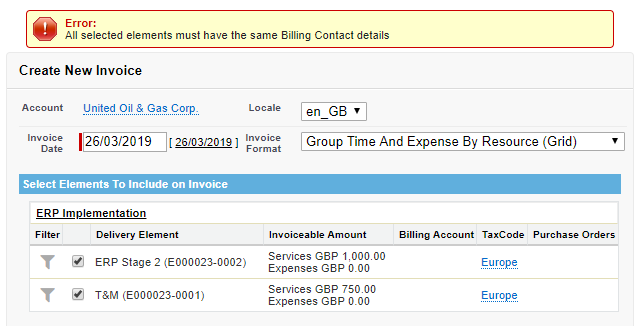 Error:
All selected elements must have the same Billing Contact details
Create New Invoice
Account United Oil & Gas Corp. Locale en_GB
Invoice Date 26/03/2019 [ 26/03/2019 ] Invoice Format Group Time And Expense By Resource (Grid)
Select Elements To Include on Invoice
ERP Implementation
Filter Delivery Element Invoiceable Amount Billing Account TaxCode Purchase Orders
ERP Stage 2 (E000023-0002) Services GBP 1,000.00 Europe
Expenses GBP 0.00
T&M (E000023-0001) Services GBP 750.00 Europe
Expenses GBP 0.00